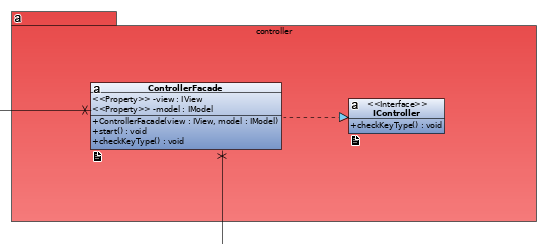 a
controller
a
ControllerFacade
<<Property>> -view : IView
<<Property>> -model : IModel
+ControllerFacade(view : IView, model : IModel)
+start() : void
+checkKeyType() : void
a
<<Interface>>
IController
+checkKeyType() : void